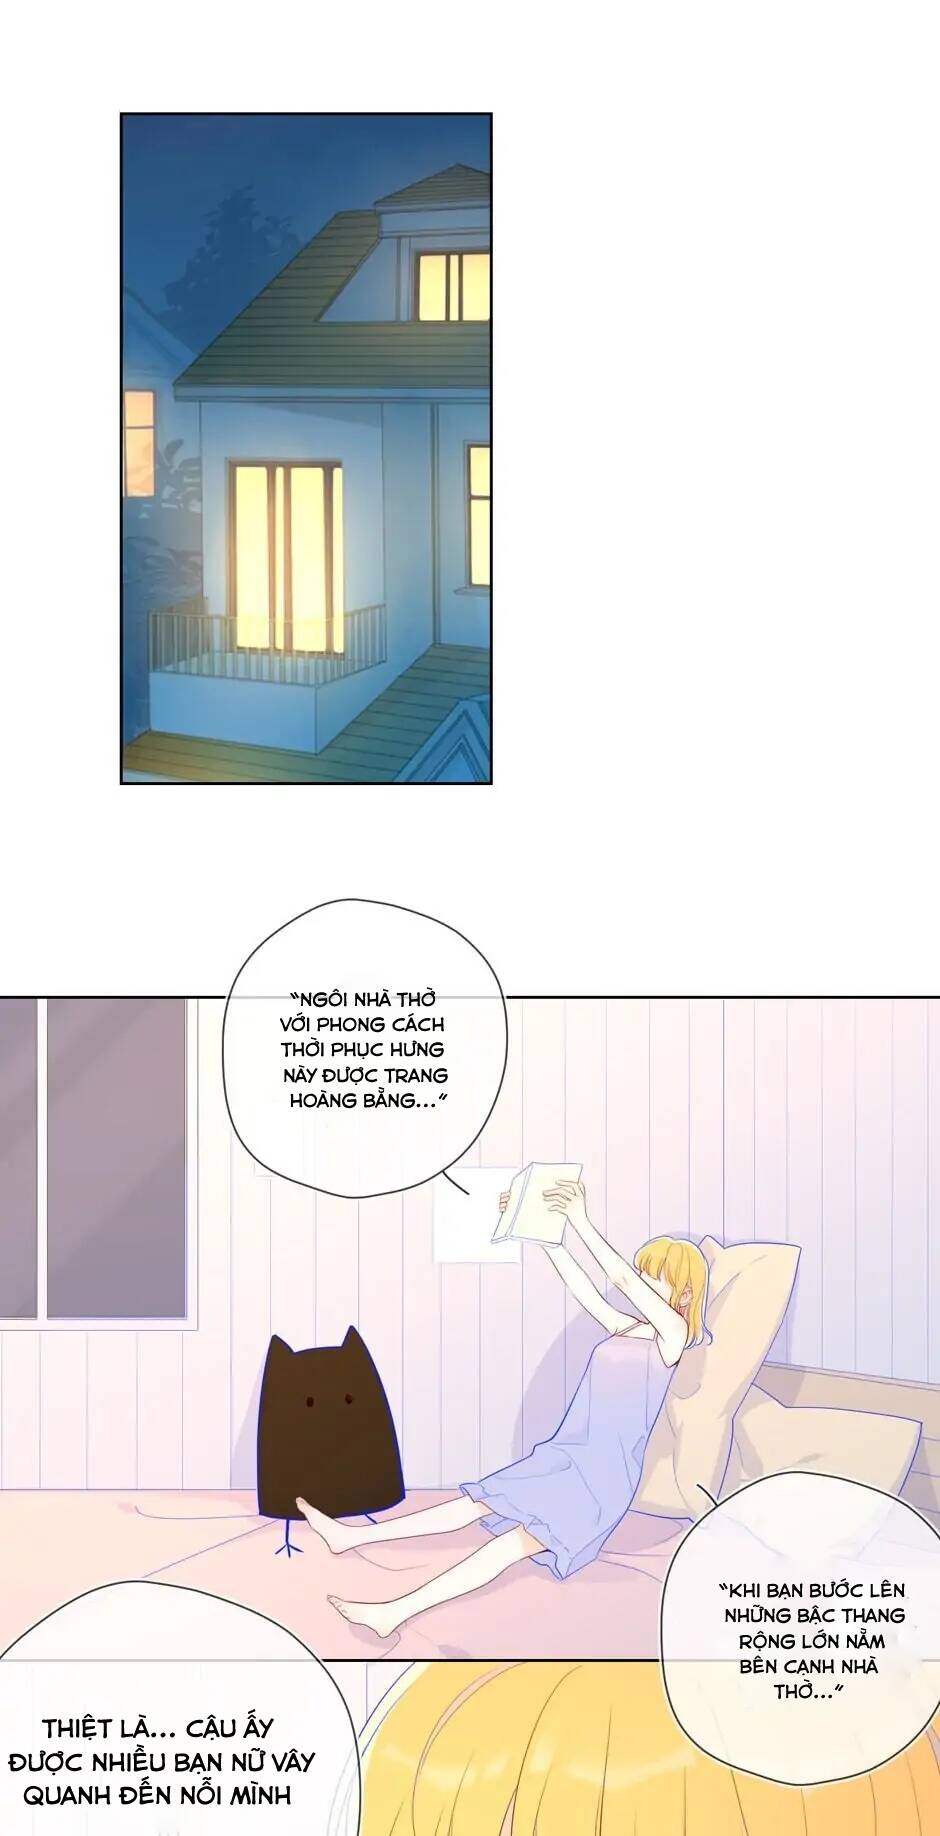 “NGÔI NHÀ THỜ
VỚI PHONG CÁCH
THỜI PHỤC HƯNG
NÀY ĐƯỢC TRANG
HOÀNG BẰNG...”
“KHI BẠN BƯỚC LÊN
NHỮNG BẬC THANG
RỘNG LỚN NẰM
BÊN CẠNH NHÀ
THỜ...”
THIỆT LÀ... CẬU ẤY
ĐƯỢC NHIỀU BẠN NỮ VÂY
QUANH ĐẾN NỖI MÌNH